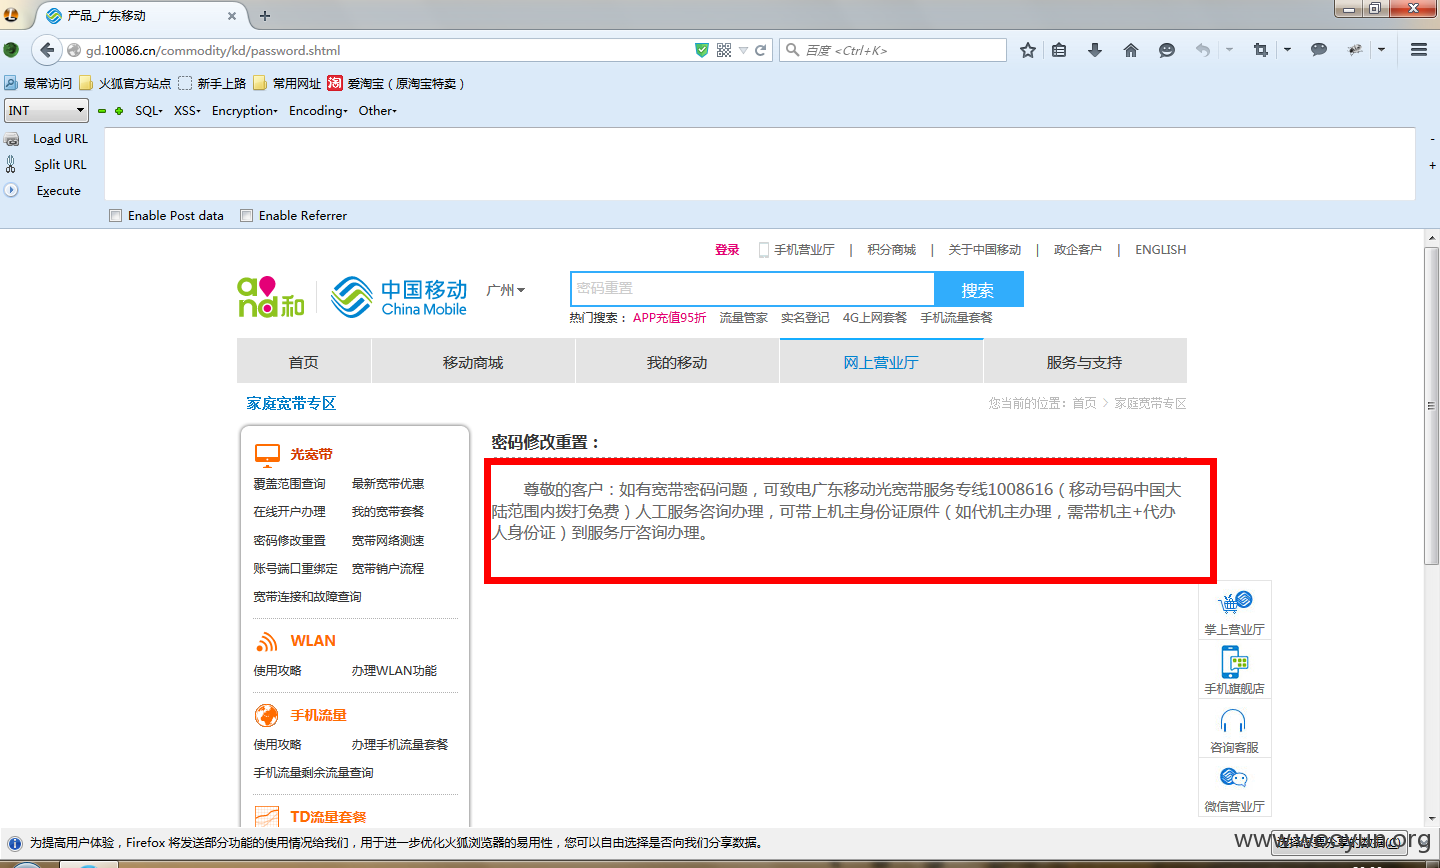 产品_广东移动
gd.10086.cn/commodity/kd/password.shtml
百度 <Ctrl+K>
最常访问 火狐官方站点 新手上路 常用网址 淘 爱淘宝（原淘宝特卖）
INT SQL XSS Encryption Encoding Other
Load URL
Split URL
Execute
Enable Post data Enable Referrer
登录 手机营业厅 | 积分商城 | 关于中国移动 | 政企客户 | ENGLISH
and和 中国移动 China Mobile 广州
密码重置 搜索
热门搜索： APP充值95折 流量管家 实名登记 4G上网套餐 手机流量套餐
首页 移动商城 我的移动 网上营业厅 服务与支持
家庭宽带专区
您当前的位置：首页 > 家庭宽带专区
光宽带
覆盖范围查询 最新宽带优惠
在线开户办理 我的宽带套餐
密码修改重置 宽带网络测速
账号端口重绑定 宽带销户流程
宽带连接和故障查询
WLAN
使用攻略 办理WLAN功能
手机流量
使用攻略 办理手机流量套餐
手机流量剩余流量查询
TD流量套餐
密码修改重置：
尊敬的客户：如有宽带密码问题，可致电广东移动光宽带服务专线1008616（移动号码中国大
陆范围内拨打免费）人工服务咨询办理，可带上机主身份证原件（如代机主办理，需带机主+代办
人身份证）到服务厅咨询办理。
掌上营业厅
手机旗舰店
咨询客服
微信营业厅
为提高用户体验，Firefox 将发送部分功能的使用情况给我们，用于进一步优化火狐浏览器的易用性，您可以自由选择是否向我们分享数据。
www.wooyun.org